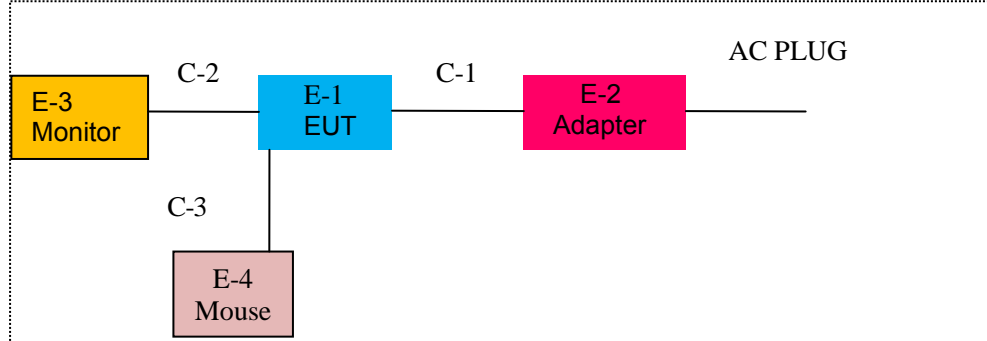 AC PLUG
C-2
C-1
E-3
Monitor
E-1
EUT
E-2
Adapter
C-3
E-4
Mouse